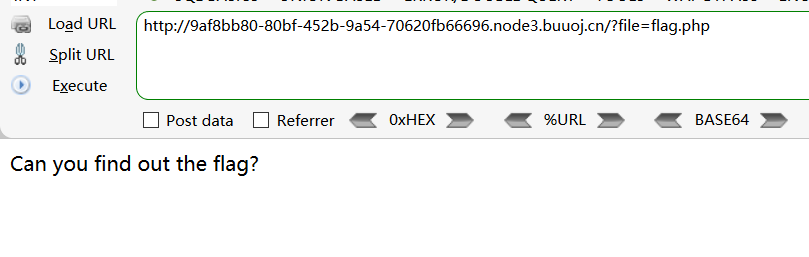 Load URL
http://9af8bb80-80bf-452b-9a54-70620fb66696.node3.buuoj.cn/?file=flag.php
Split URL
Execute
Post data Referrer 0xHEX %URL BASE64
Can you find out the flag?